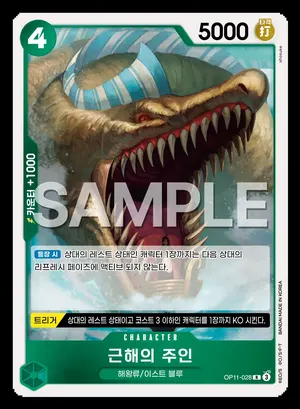 4
5000
타격
打
카운터 +1000
SAMPLE
등장 시 상대의 레스트 상태인 캐릭터 1장까지는 다음 상대의
리프레시 페이즈에 액티브 되지 않는다.
트리거 상대의 레스트 상태이고 코스트 3 이하인 캐릭터를 1장까지 KO 시킨다.
CHARACTER
근해의 주인
해왕류/이스트 블루
OP11-028 R